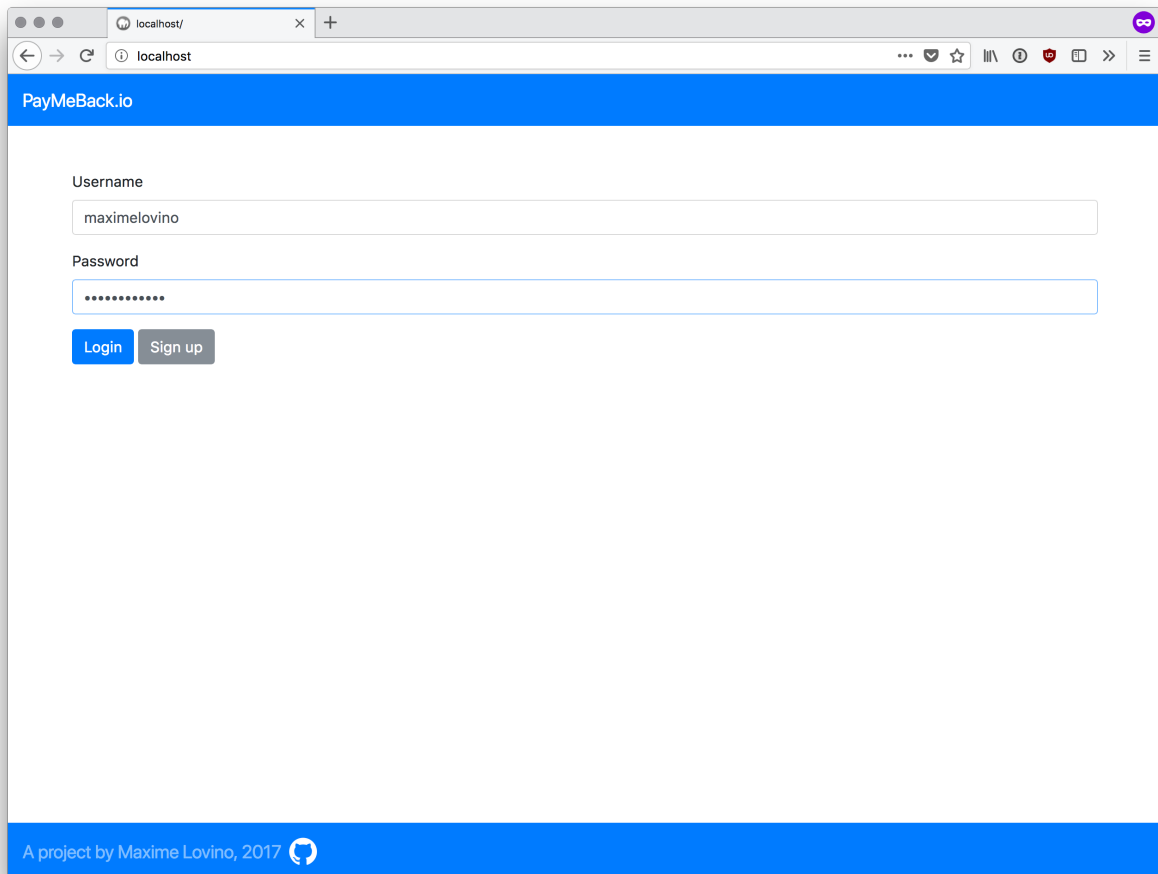 localhost/
localhost
PayMeBack.io
Username
maximelovino
Password
••••••••••••
Login Sign up
A project by Maxime Lovino, 2017